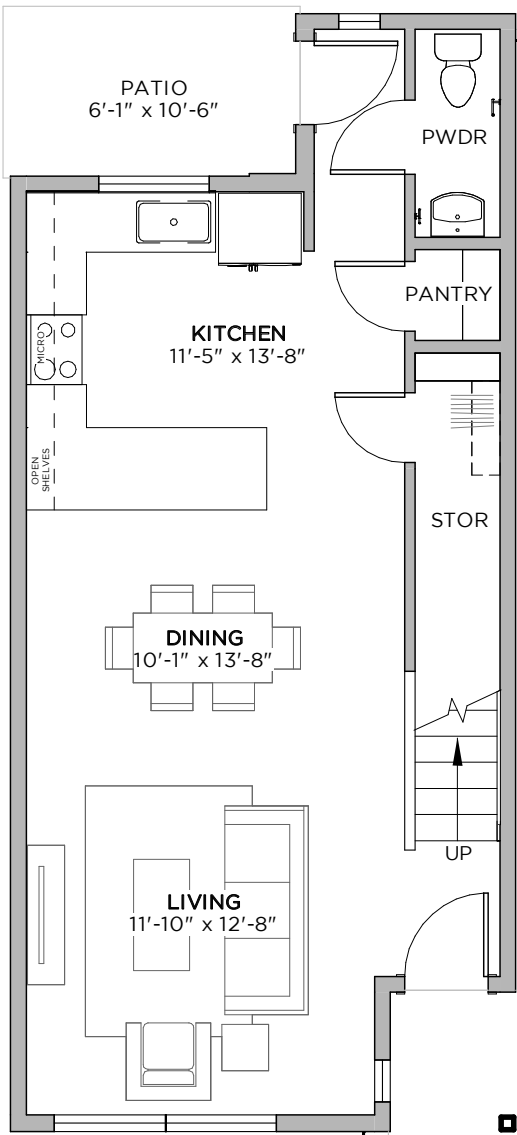 PATIO
6'-1" x 10'-6"
PWDR
PANTRY
KITCHEN
11'-5" x 13'-8"
MICRO
OPEN
SHELVES
STOR
DINING
10'-1" x 13'-8"
UP
LIVING
11'-10" x 12'-8"